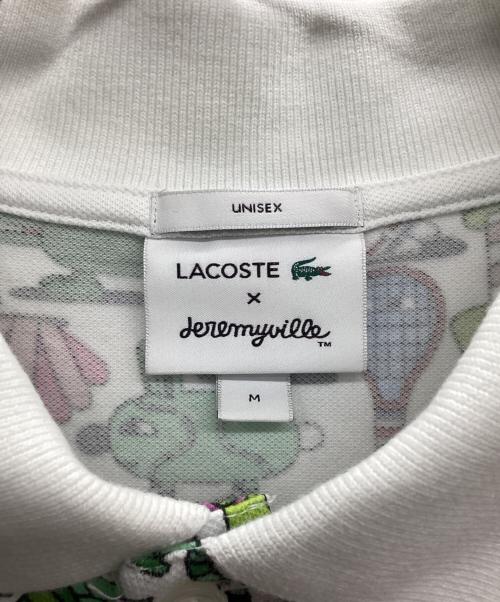 UNISEX
LACOSTE
x
Jeremyville™
M